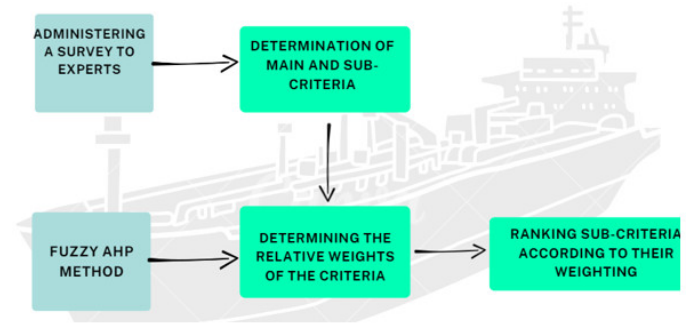 ADMINISTERING
A SURVEY TO
EXPERTS
DETERMINATION OF
MAIN AND SUB-
CRITERIA
FUZZY AHP
METHOD
DETERMINING THE
RELATIVE WEIGHTS
OF THE CRITERIA
RANKING SUB-CRITERIA
ACCORDING TO THEIR
WEIGHTING